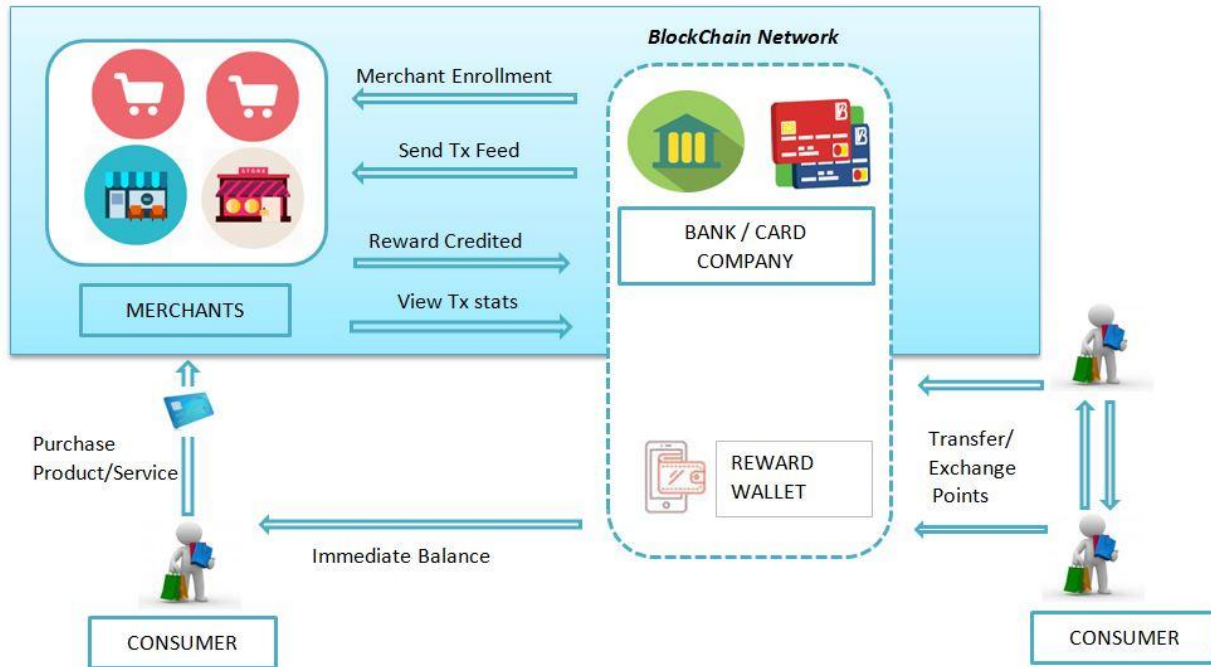 BlockChain Network
Merchant Enrollment
Send Tx Feed
STORE
BANK / CARD
COMPANY
Reward Credited
MERCHANTS
View Tx stats
Purchase
Product/Service
REWARD
WALLET
Transfer/
Exchange
Points
Immediate Balance
CONSUMER
CONSUMER